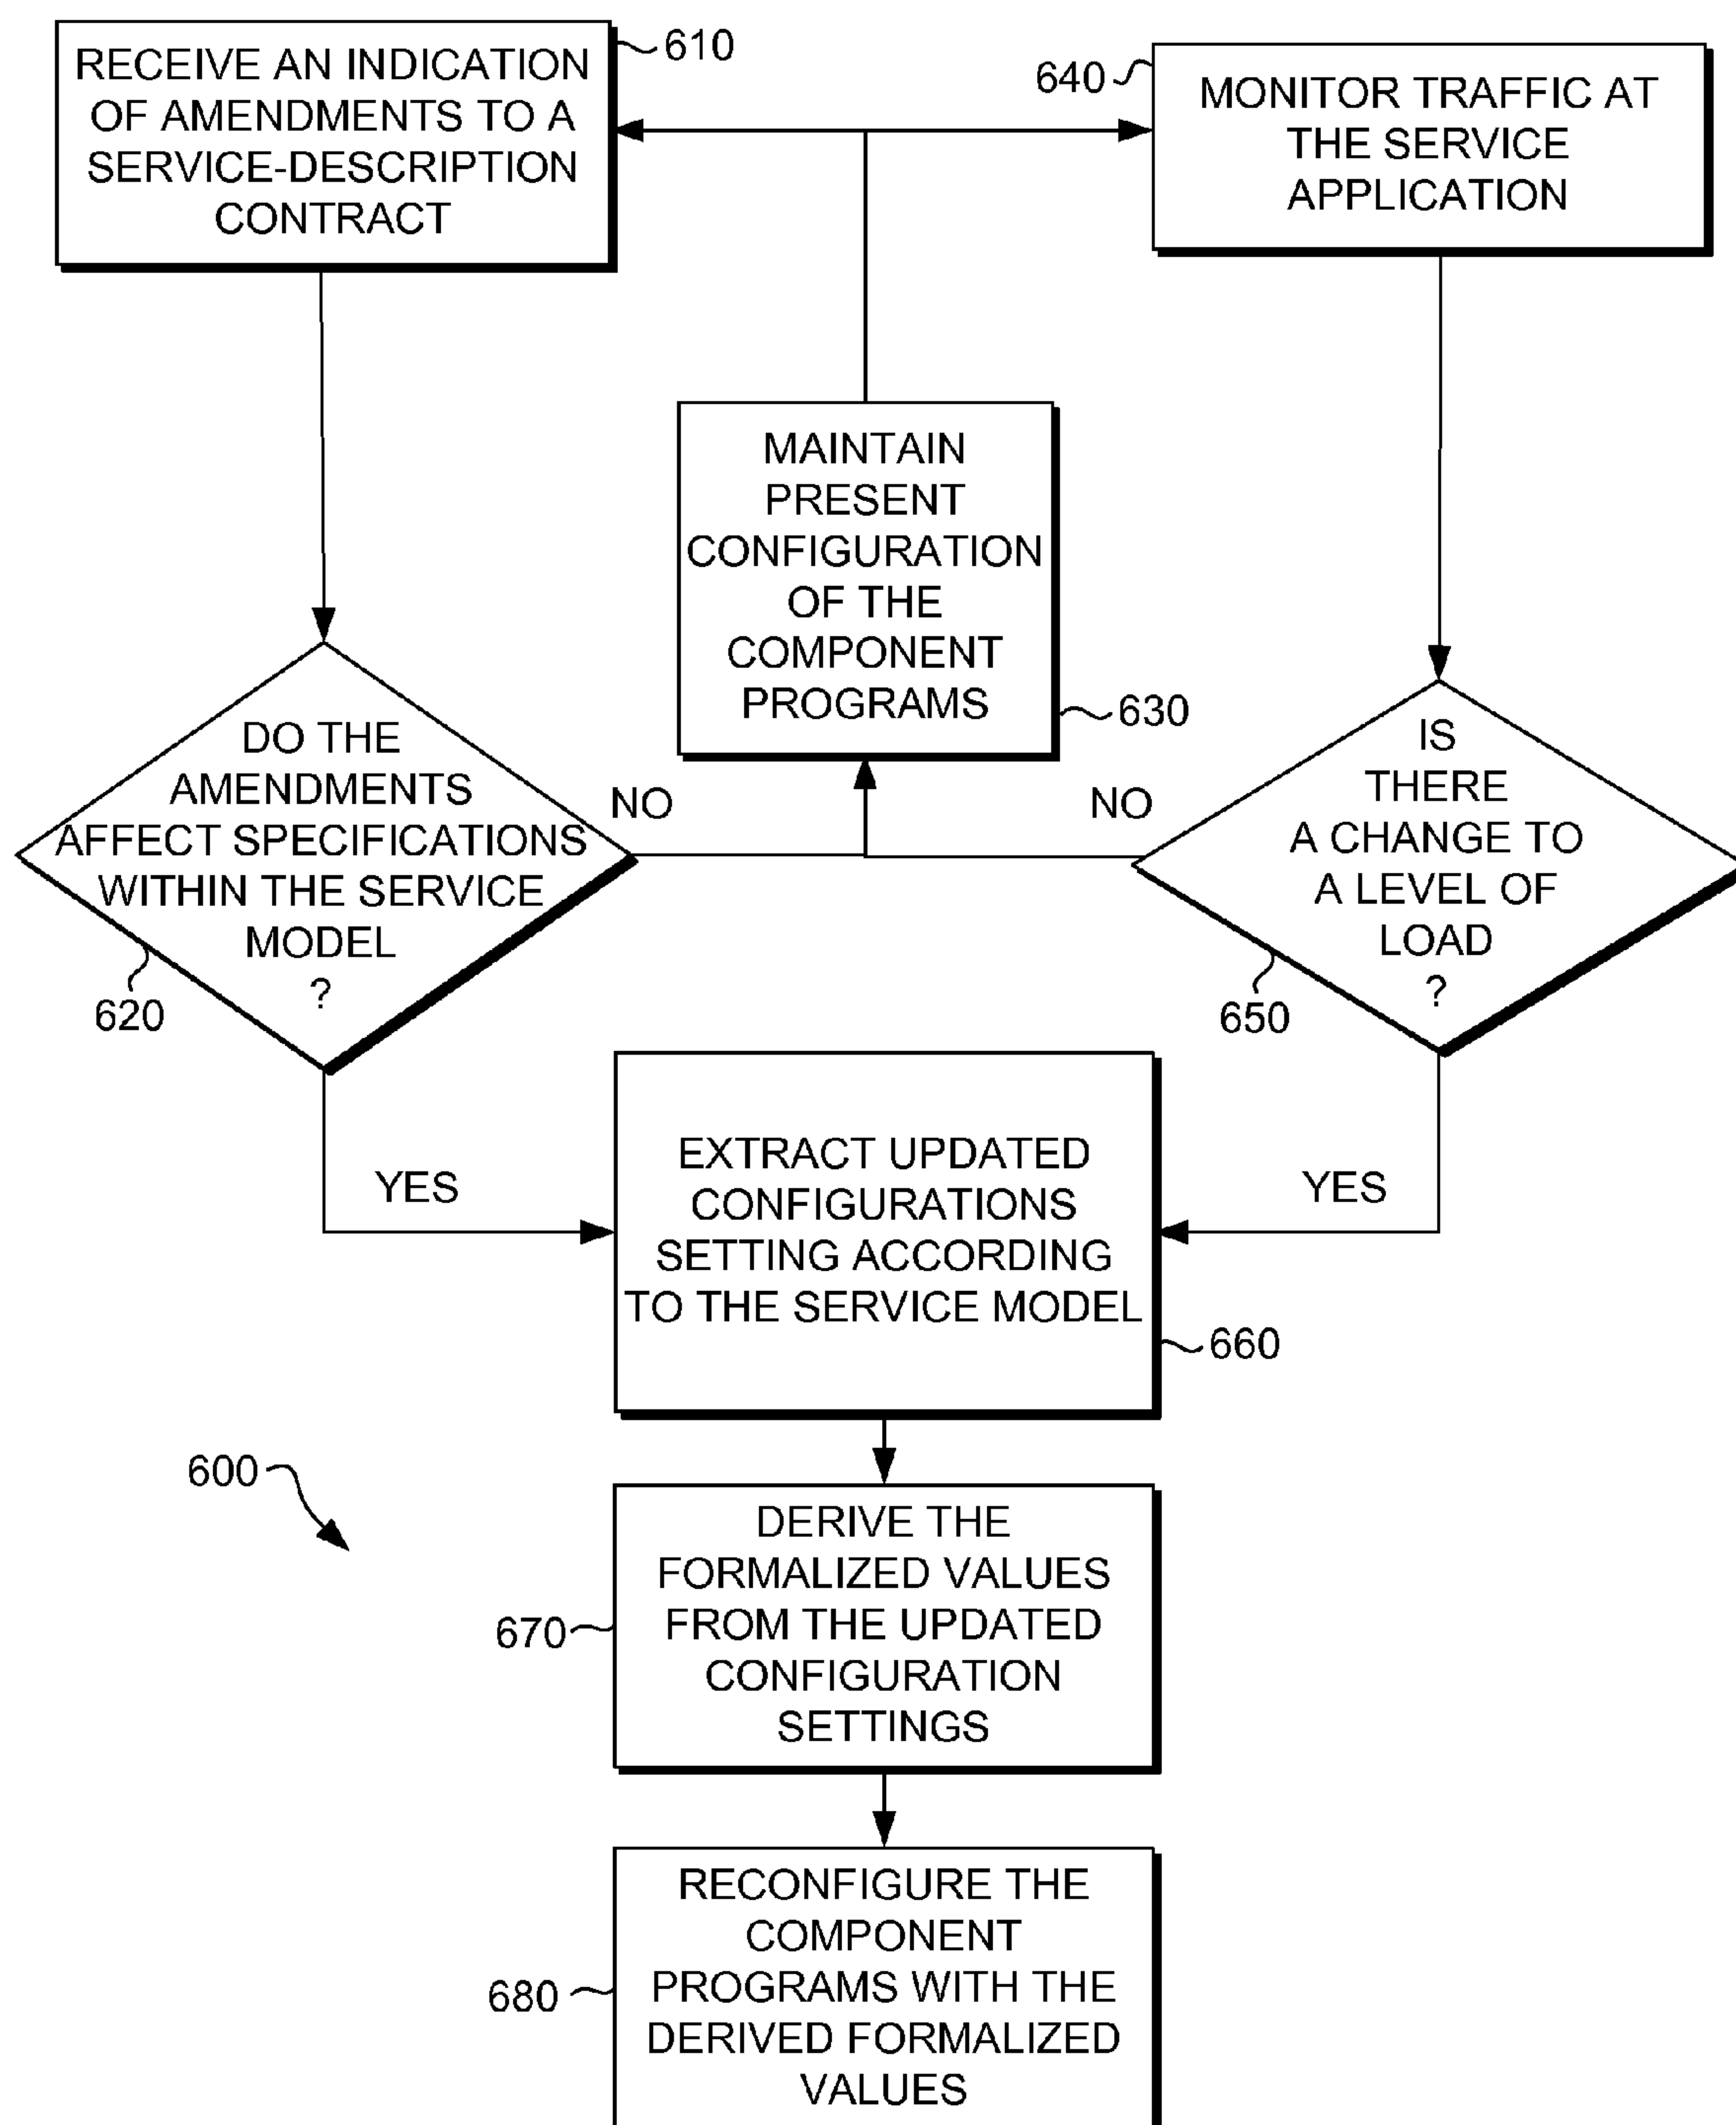 RECEIVE AN INDICATION
OF AMENDMENTS TO A
SERVICE-DESCRIPTION
CONTRACT
610
640
MONITOR TRAFFIC AT
THE SERVICE
APPLICATION
MAINTAIN
PRESENT
CONFIGURATION
OF THE
COMPONENT
PROGRAMS
630
DO THE
AMENDMENTS
AFFECT SPECIFICATIONS
WITHIN THE SERVICE
MODEL
?
620
NO
NO
IS
THERE
A CHANGE TO
A LEVEL OF
LOAD
?
650
YES
YES
EXTRACT UPDATED
CONFIGURATIONS
SETTING ACCORDING
TO THE SERVICE MODEL
660
600
DERIVE THE
FORMALIZED VALUES
FROM THE UPDATED
CONFIGURATION
SETTINGS
670
RECONFIGURE THE
COMPONENT
PROGRAMS WITH THE
DERIVED FORMALIZED
VALUES
680